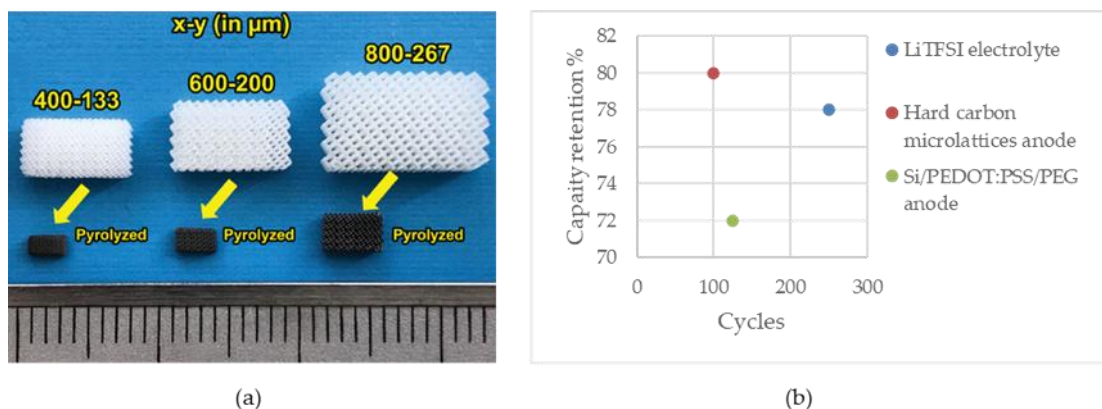 x-y (in µm)
400-133
600-200
800-267
Pyrolyzed
Pyrolyzed
Pyrolyzed
(a)
Capaity retention %
82
80
78
76
74
72
70
0
100
200
300
Cycles
LiTFSI electrolyte
Hard carbon
microlattices anode
Si/PEDOT:PSS/PEG
anode
(b)